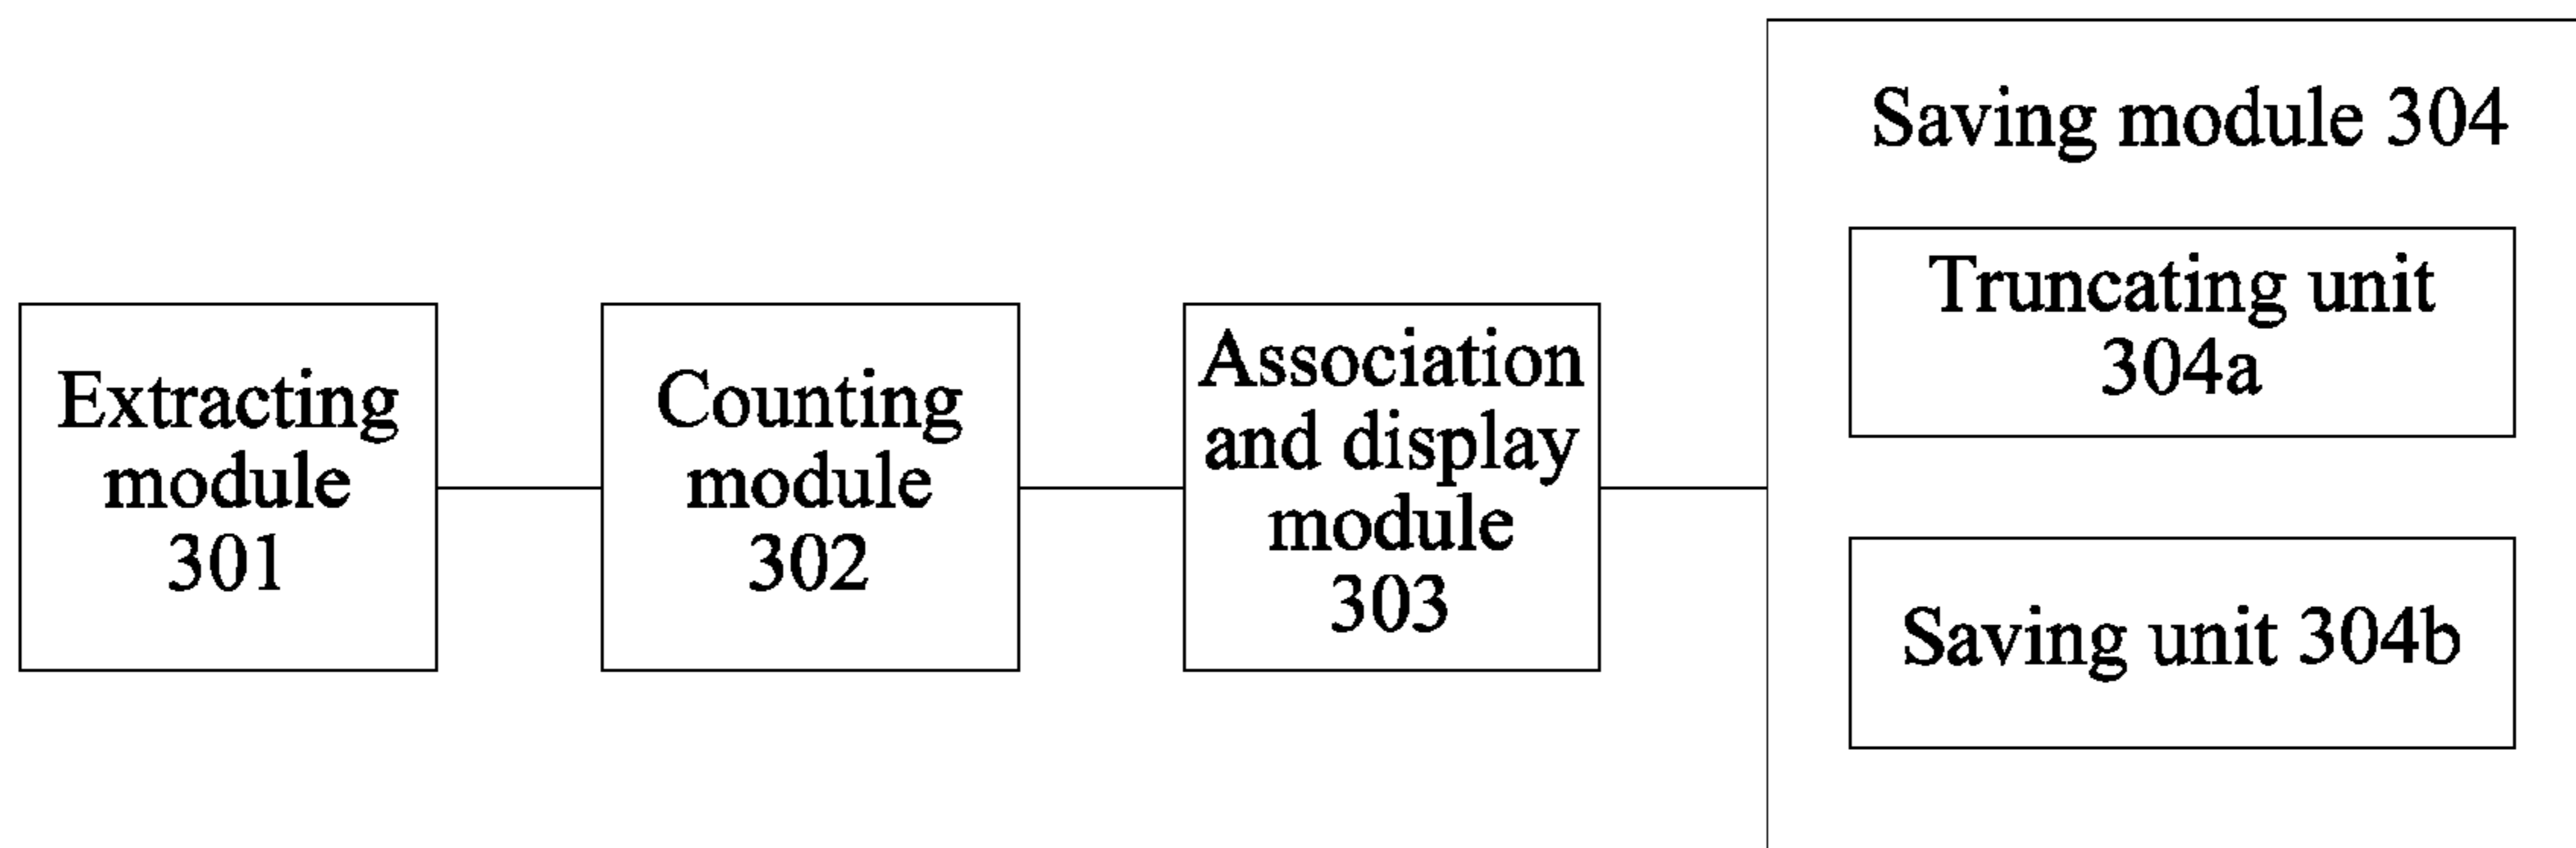 Extracting
module
301
Counting
module
302
Association
and display
module
303
Saving module 304
Truncating unit
304a
Saving unit 304b